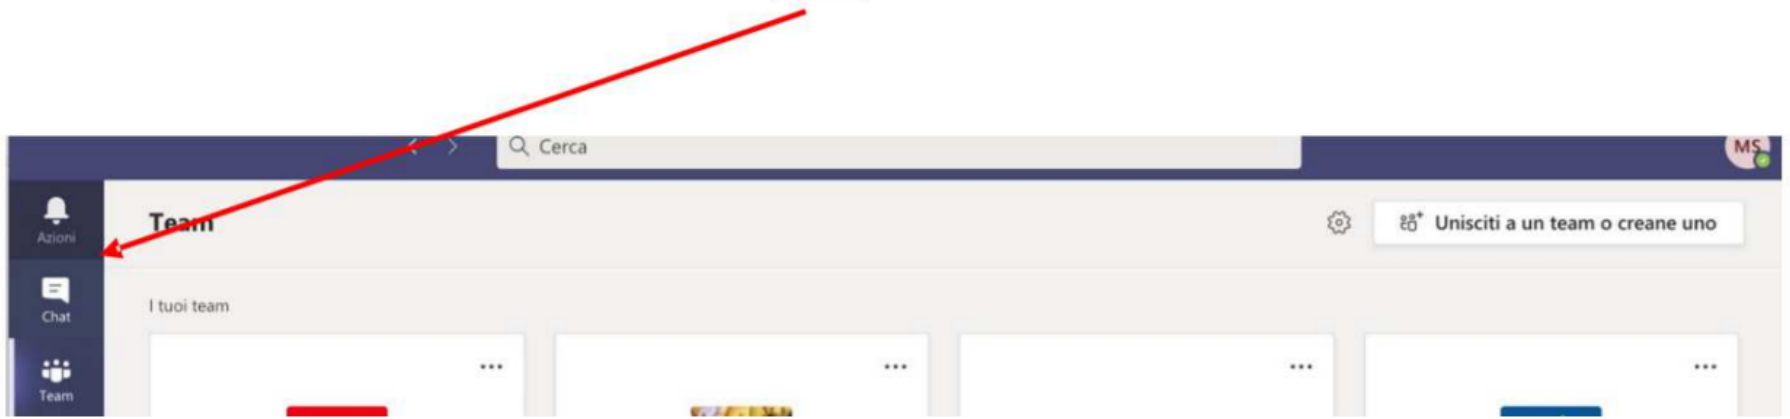 Cerca
MS
Azioni
Team
Unisciti a un team o creane uno
Chat
I tuoi team
Team